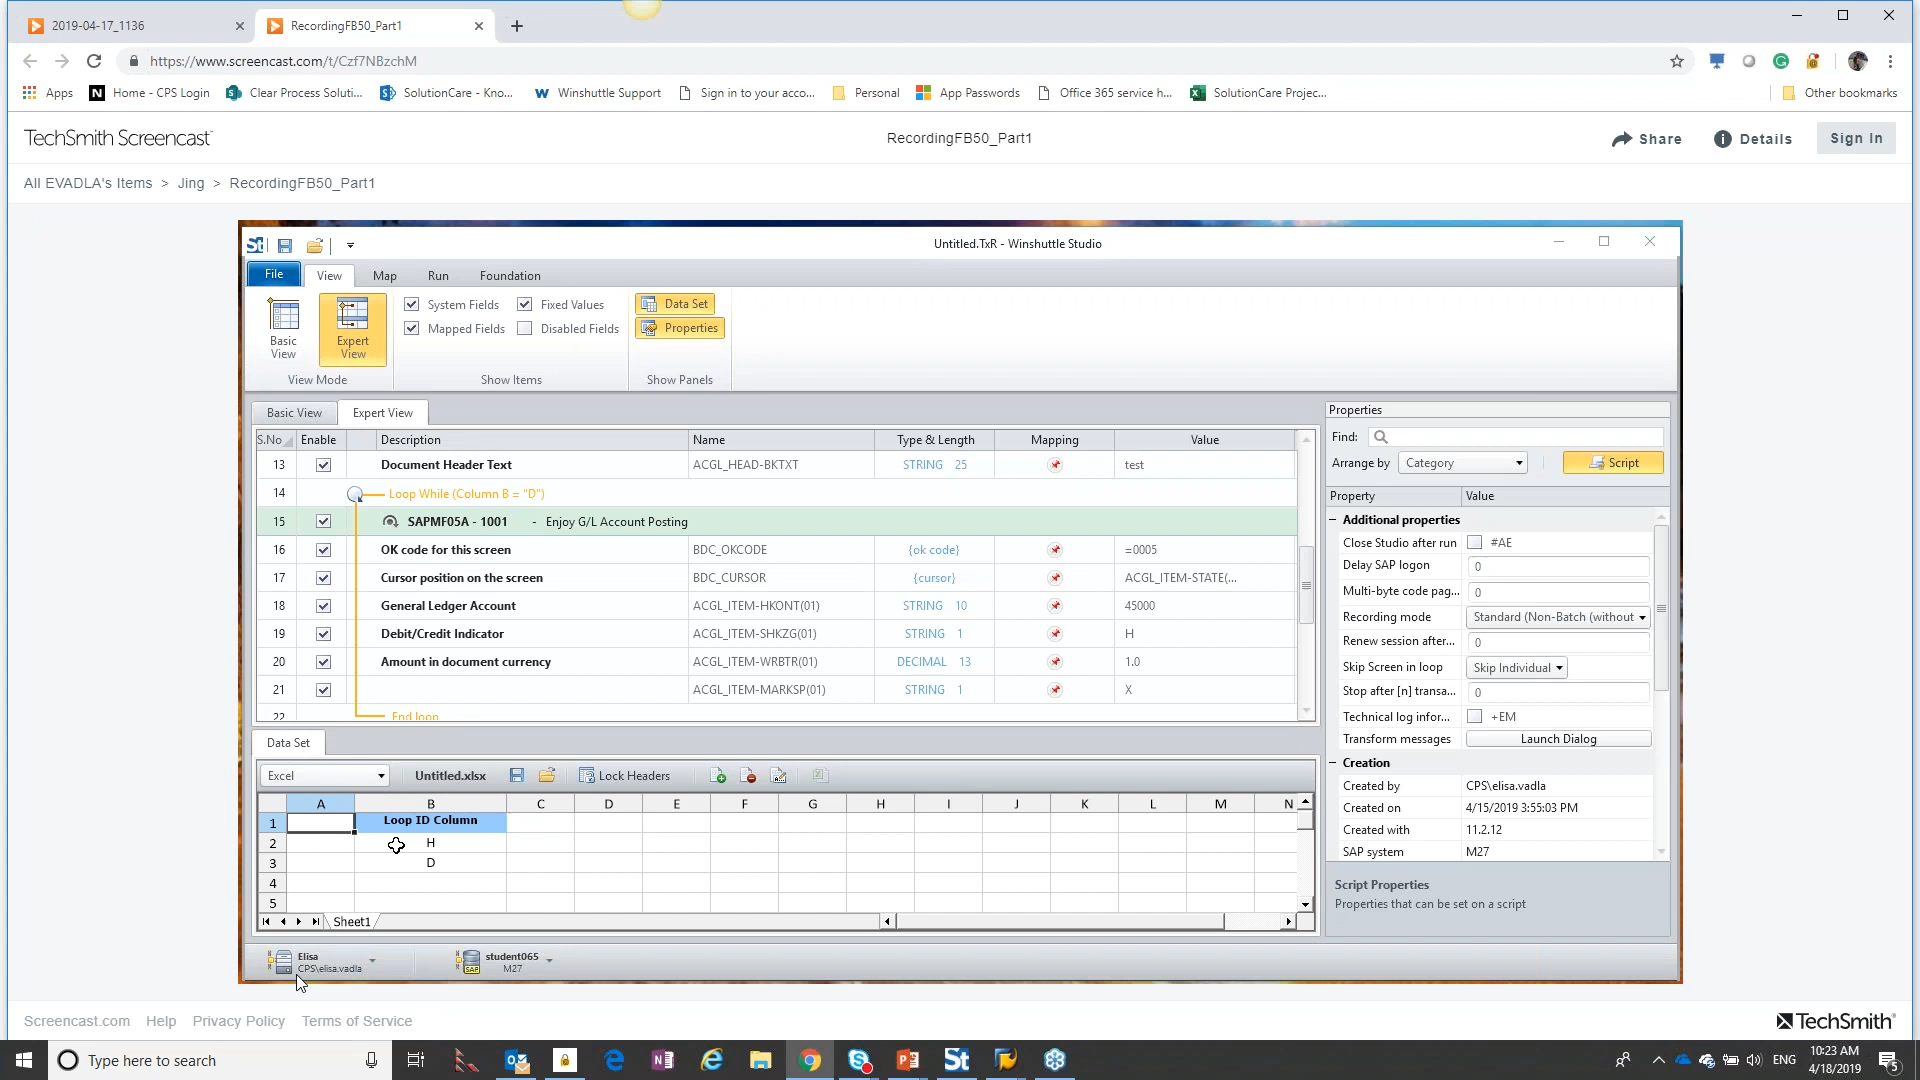 2019-04-17_1136
RecordingFB50_Part1
https://www.screencast.com/t/Czf7NBzchM
Apps
Home - CPS Login
Clear Process Soluti...
SolutionCare - Kno...
Winshuttle Support
Sign in to your acco...
Personal
App Passwords
Office 365 service h...
SolutionCare Projec...
Other bookmarks
TechSmith Screencast
RecordingFB50_Part1
Share
Details
Sign In
All EVADLA's Items > Jing > RecordingFB50_Part1
Untitled.TxR - Winshuttle Studio
File View Map Run Foundation
Basic View
Expert View
System Fields
Fixed Values
Mapped Fields
Disabled Fields
Data Set
Properties
View Mode
Show Items
Show Panels
Basic View
Expert View
S.No Enable Description Name Type & Length Mapping Value
13 Document Header Text ACGL_HEAD-BKTXT STRING 25 test
14 Loop While (Column B = "D")
15 SAPMF05A - 1001 - Enjoy G/L Account Posting
16 OK code for this screen BDC_OKCODE {ok code} =0005
17 Cursor position on the screen BDC_CURSOR {cursor} ACGL_ITEM-STATE(...
18 General Ledger Account ACGL_ITEM-HKONT(01) STRING 10 45000
19 Debit/Credit Indicator ACGL_ITEM-SHKZG(01) STRING 1 H
20 Amount in document currency ACGL_ITEM-WRBTR(01) DECIMAL 13 1.0
21 ACGL_ITEM-MARKSP(01) STRING 1 X
22 End loop
Properties
Find:
Arrange by Category Script
Property Value
Additional properties
Close Studio after run #AE
Delay SAP logon 0
Multi-byte code pag... 0
Recording mode Standard (Non-Batch (without
Renew session after... 0
Skip Screen in loop Skip Individual
Stop after [n] transa... 0
Technical log infor... +EM
Transform messages Launch Dialog
Creation
Created by CPS\elisa.vadla
Created on 4/15/2019 3:55:03 PM
Created with 11.2.12
SAP system M27
Script Properties
Properties that can be set on a script
Data Set
Excel Untitled.xlsx Lock Headers
A B C D E F G H I J K L M N
1 Loop ID Column
2 H
3 D
4
5
Sheet1
Elisa
CPS\elisa.vadla
SAP
student065
M27
Screencast.com Help Privacy Policy Terms of Service
TechSmith
Type here to search
St
ENG
10:23 AM
4/18/2019
5